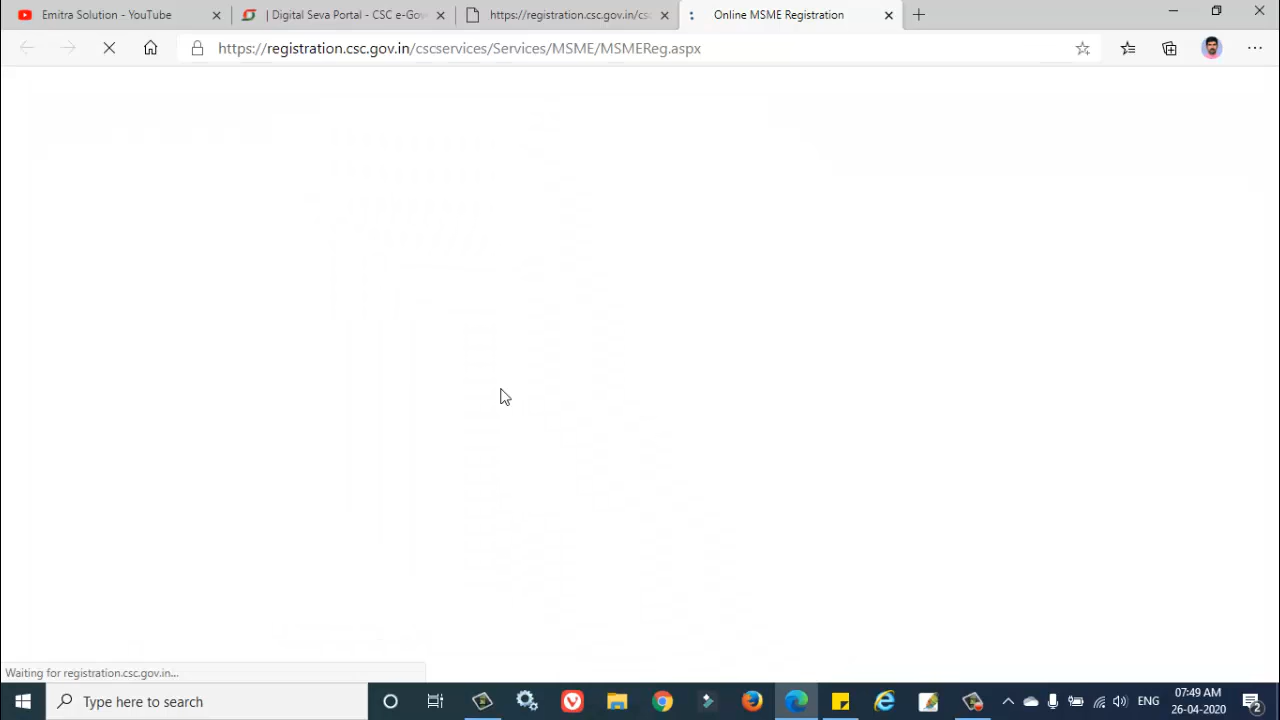 Emitra Solution - YouTube
| Digital Seva Portal - CSC e-Gov
https://registration.csc.gov.in/csc
Online MSME Registration
https://registration.csc.gov.in/cscservices/Services/MSME/MSMEReg.aspx
Waiting for registration.csc.gov.in...
Type here to search
ENG
07:49 AM
26-04-2020
2